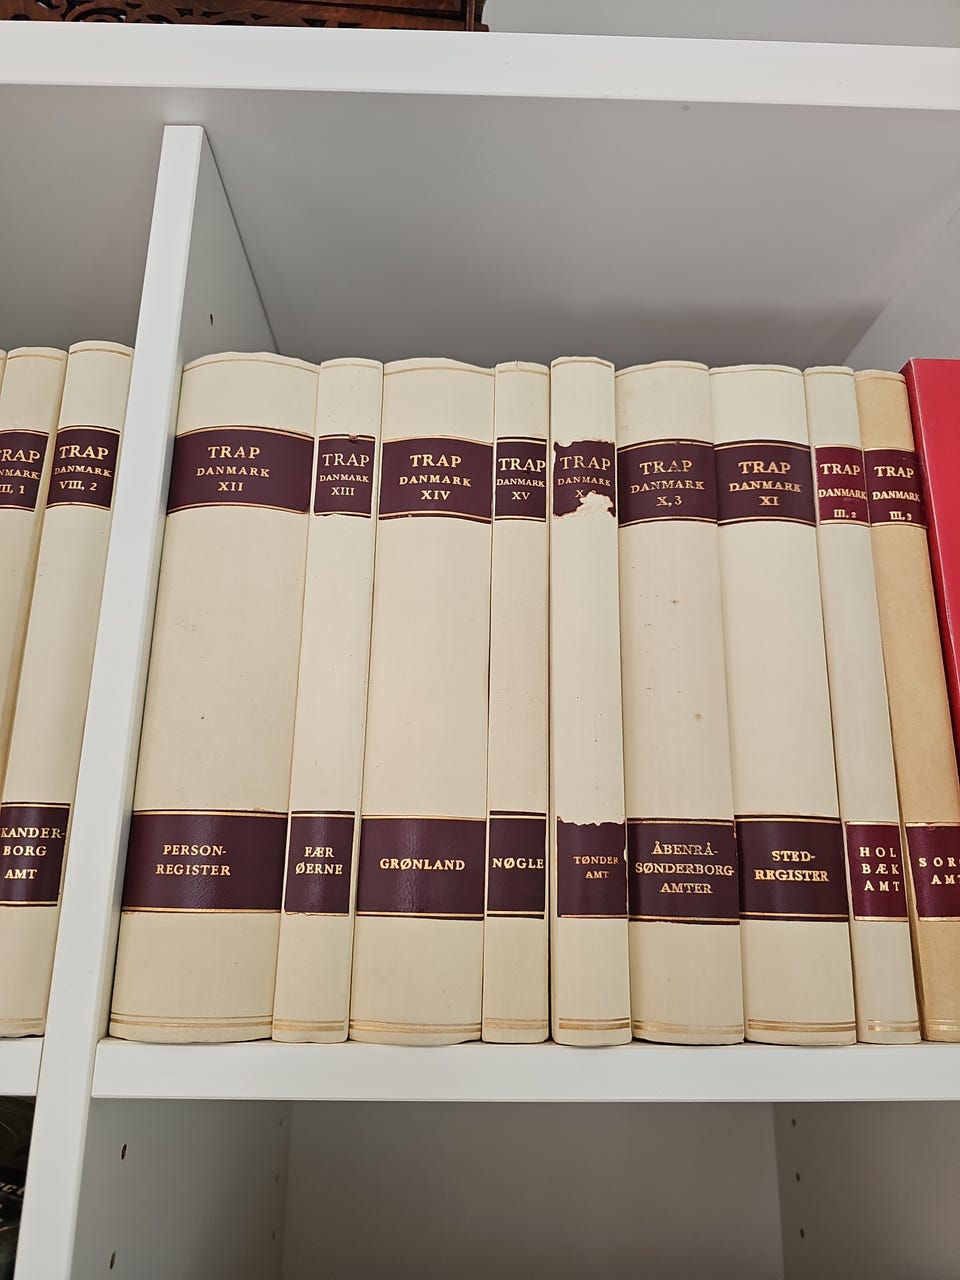 TRAP
DANMARK
VIII, 2
BORG
AMT
TRAP
DANMARK
XII
PERSON-
REGISTER
TRAP
DANMARK
XIII
FÆR
ØERNE
TRAP
DANMARK
XIV
GRØNLAND
TRAP
DANMARK
XV
NØGLE
TRAP
TØNDER
AMT
TRAP
DANMARK
X, 3
ÅBENRÅ-
SØNDERBORG
AMTER
TRAP
DANMARK
XI
STED-
REGISTER
TRAP
DANMARK
III, 2
HOL
BÆK
AMT
TRAP
DANMARK
III, 3